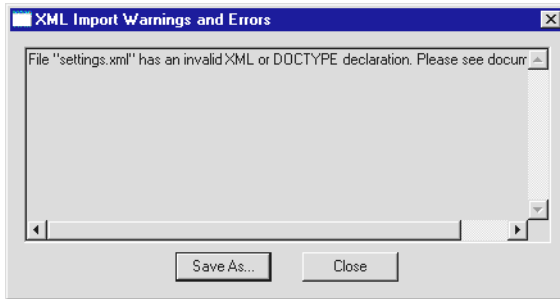 XML Import Warnings and Errors
File "settings.xml" has an invalid XML or DOCTYPE declaration. Please see docum
Save As...
Close